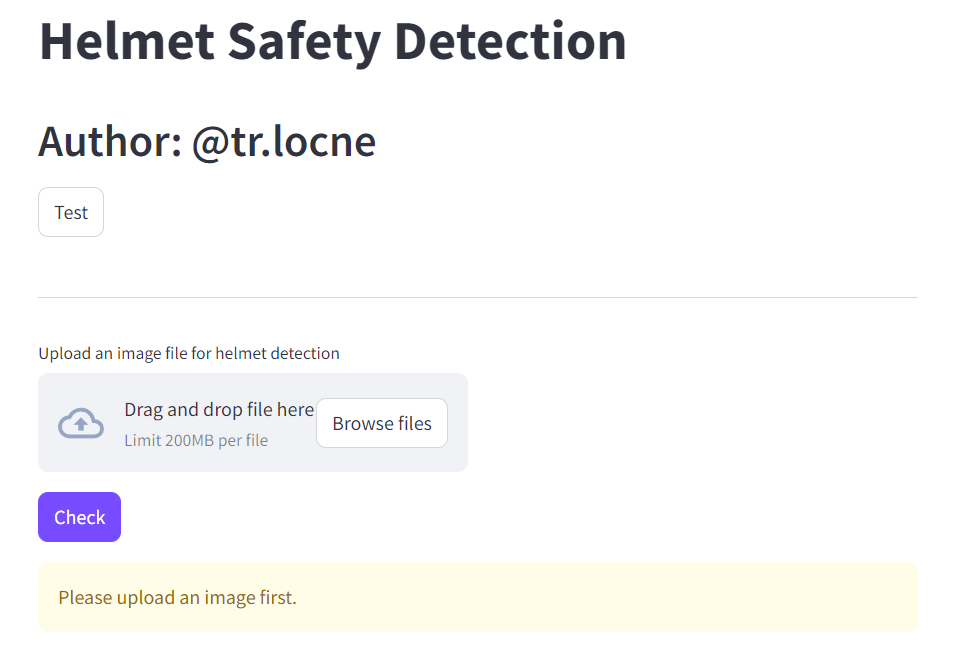 Helmet Safety Detection
Author: @tr.locne
Test
Upload an image file for helmet detection
Drag and drop file here
Limit 200MB per file
Browse files
Check
Please upload an image first.